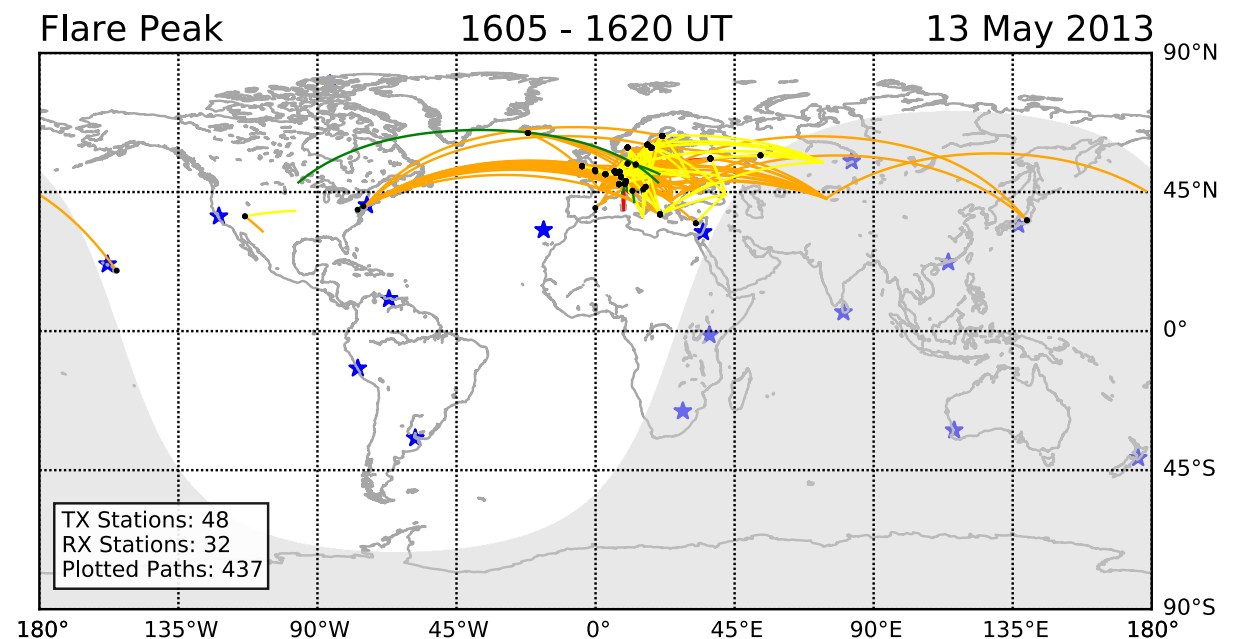 Flare Peak 1605 - 1620 UT 13 May 2013
90°N
45°N
0°
45°S
90°S
TX Stations: 48
RX Stations: 32
Plotted Paths: 437
180° 135°W 90°W 45°W 0° 45°E 90°E 135°E 180°